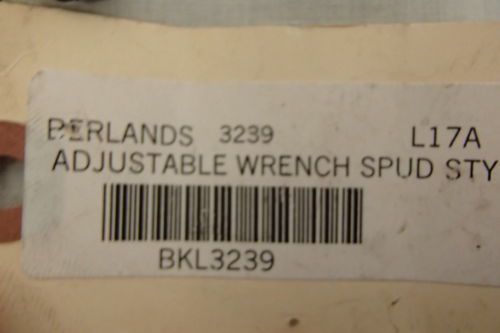 BERLANDS 3239 L17A
ADJUSTABLE WRENCH SPUD STY
BKL3239